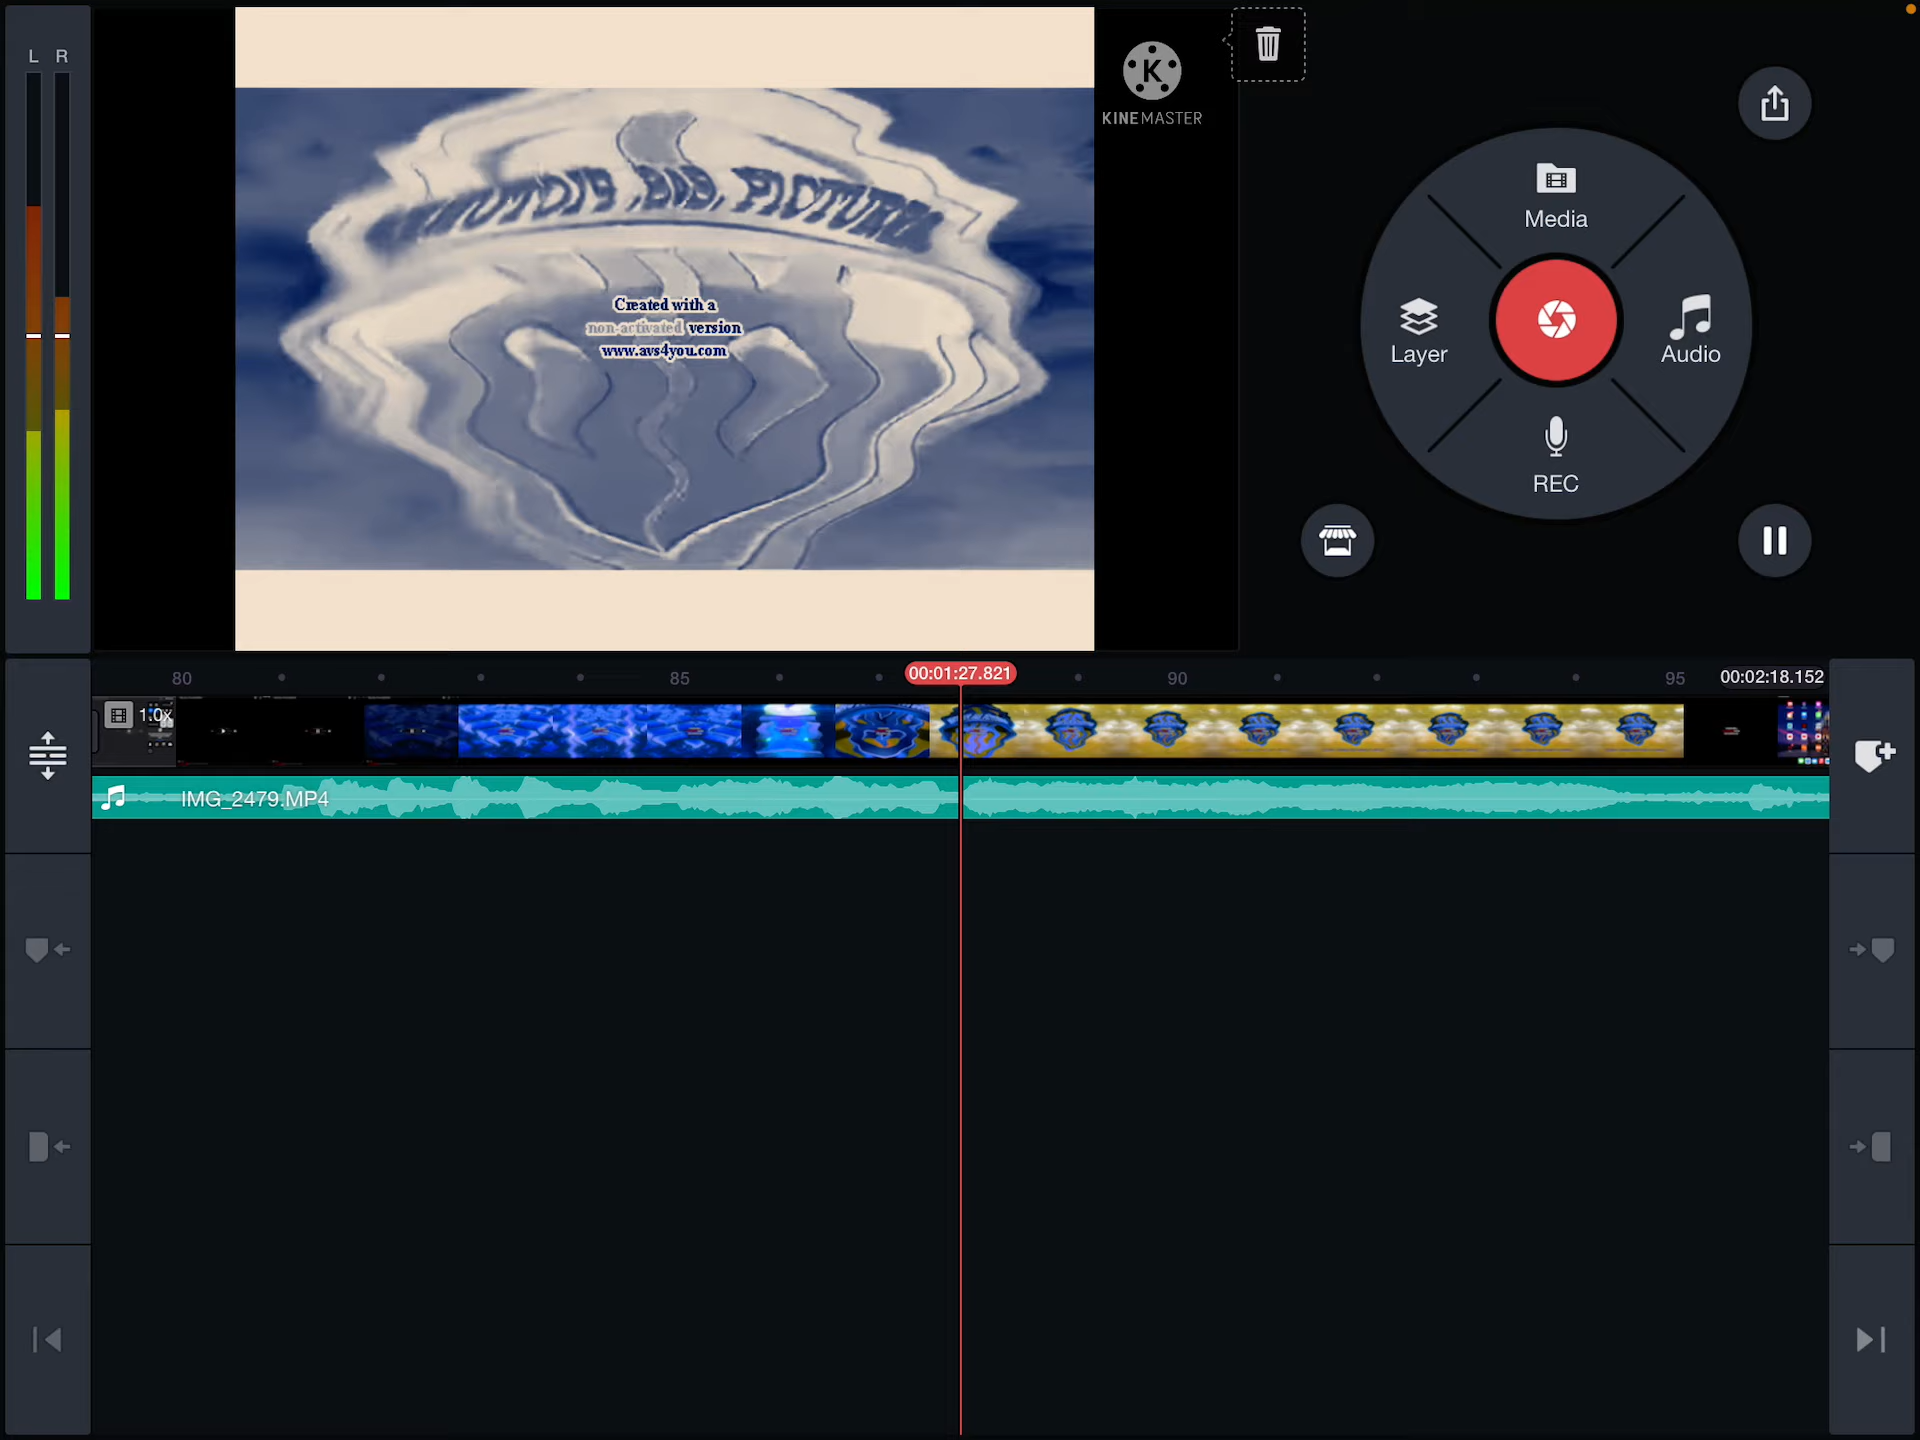 L R
KINEMASTER
Media
Layer
Audio
REC
Created with a
non-activated version
www.avs4you.com
80
85
00:01:27.821
90
95
00:02:18.152
1.0x
IMG_2479.MP4